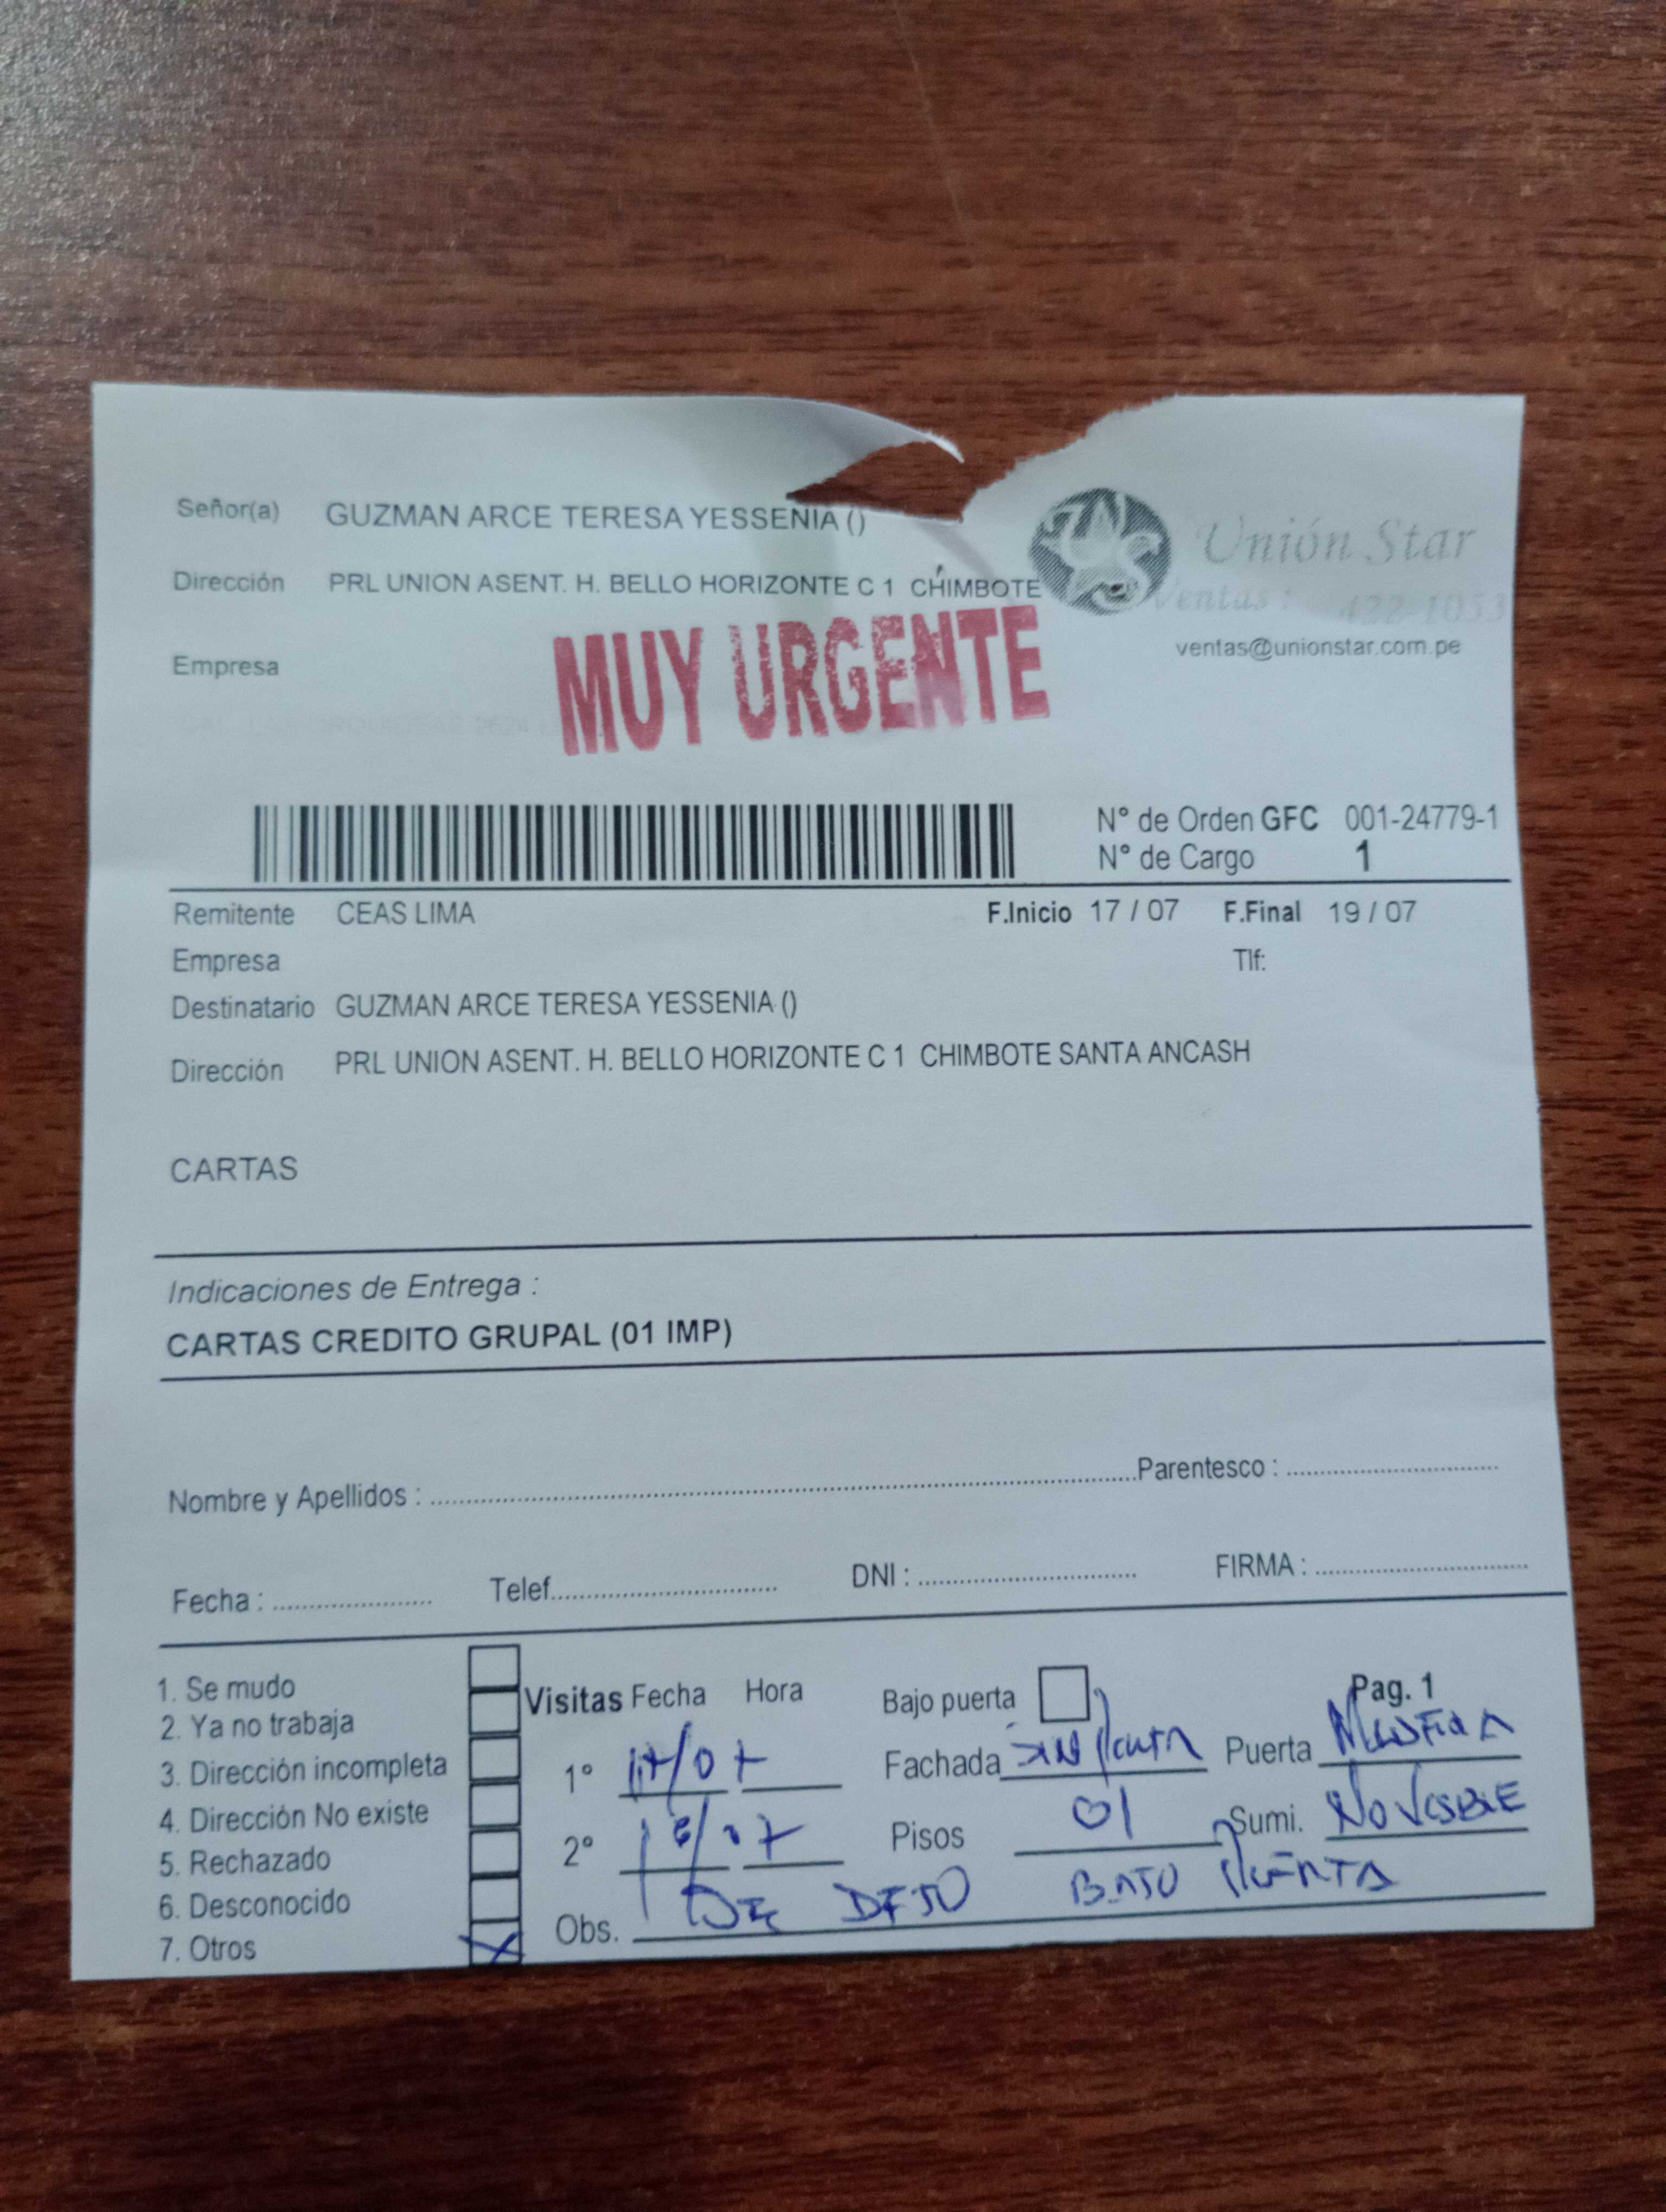 Señor(a) GUZMAN ARCE TERESA YESSENIA ()
Unión Star
Dirección PRL UNION ASENT. H. BELLO HORIZONTE C 1 CHIMBOTE
Ventas : 422-1053
ventas@unionstar.com.pe
Empresa
MUY URGENTE
N° de Orden GFC 001-24779-1
N° de Cargo 1
Remitente CEAS LIMA F.Inicio 17 / 07 F.Final 19 / 07
Empresa Tlf:
Destinatario GUZMAN ARCE TERESA YESSENIA ()
Dirección PRL UNION ASENT. H. BELLO HORIZONTE C 1 CHIMBOTE SANTA ANCASH
CARTAS
Indicaciones de Entrega :
CARTAS CREDITO GRUPAL (01 IMP)
Nombre y Apellidos : Parentesco :
Fecha : Telef. DNI : FIRMA :
1. Se mudo
2. Ya no trabaja
3. Dirección incompleta
4. Dirección No existe
5. Rechazado
6. Desconocido
7. Otros X
Visitas Fecha Hora Bajo puerta Pag. 1
1° 17/07 Fachada SIN Puerta
2° 18/07 Pisos 01 Sumi. NO VISIBLE
Obs. SE DEJO BAJO PUERTA